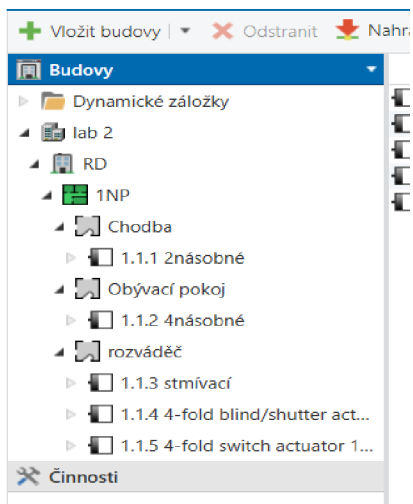 Vložit budovy Odstranit Nahra
Budovy
Dynamické záložky
lab 2
RD
1NP
Chodba
1.1.1 2násobné
Obývací pokoj
1.1.2 4násobné
rozváděč
1.1.3 stmívací
1.1.4 4-fold blind/shutter act...
1.1.5 4-fold switch actuator 1...
Činnosti